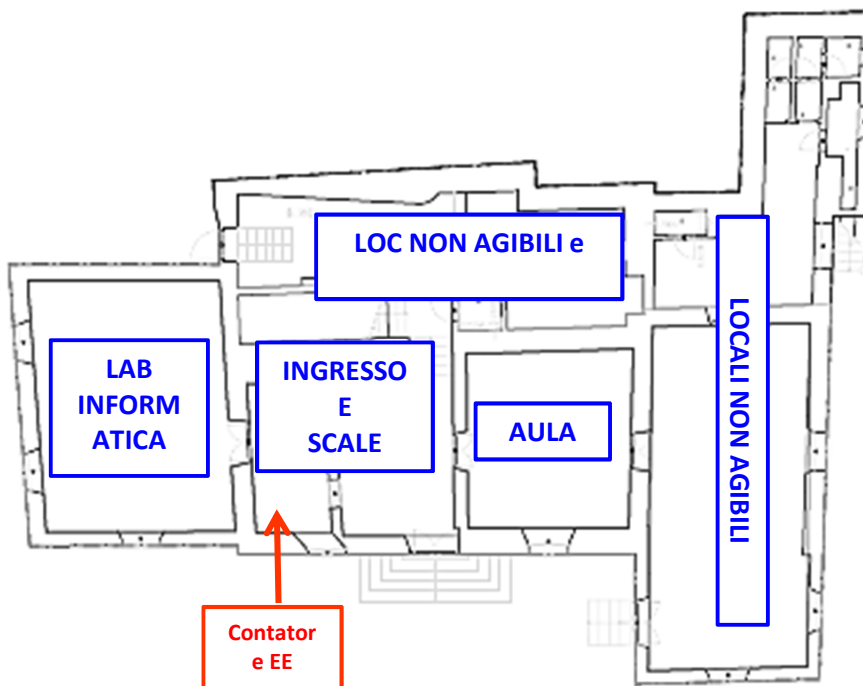 LOC NON AGIBILI e
LAB
INFORM
ATICA
INGRESSO
E
SCALE
AULA
LOCALI NON AGIBILI
Contator
e EE